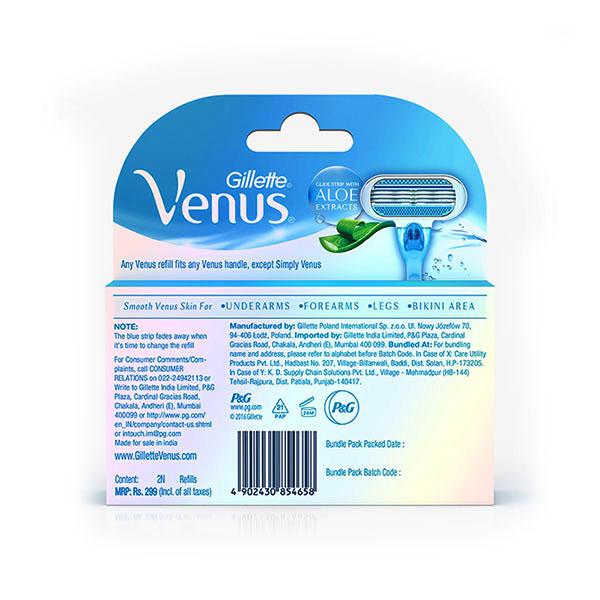 Gillette®
Venus®
GLIDE STRIP WITH
ALOE
EXTRACTS
Any Venus refill fits any Venus handle, except Simply Venus
Smooth Venus Skin For •UNDERARMS •FOREARMS •LEGS •BIKINI AREA
NOTE:
The blue strip fades away when
it's time to change the refill
For Consumer Comments/Com-
plaints, call CONSUMER
RELATIONS on 022-24942113 or
Write to Gillette India Limited, P&G
Plaza, Cardinal Gracias Road,
Chakala, Andheri (E), Mumbai
400099 or http://www.pg.com/
en_IN/company/contact-us.shtml
or intouch.im@pg.com
Made for sale in india
www.GilletteVenus.com
Content: 2N Refills
MRP: Rs. 299 (Incl. of all taxes)
Manufactured by: Gillette Poland International Sp. z.o.o. Ul. Nowy Józefów 70,
94-406 Łodź, Poland. Imported by: Gillette India Limited, P&G Plaza, Cardinal
Gracias Road, Chakala, Andheri (E), Mumbai 400 099. Bundled At: For bundling
name and address, please refer to alphabet before Batch Code. In Case of X: Care Utility
Products Pvt. Ltd., Hadbast No. 207, Village-Billanwali, Baddi, Dist. Solan, H.P-173205.
In Case of Y: K. D. Supply Chain Solutions Pvt. Ltd., Village - Mehmadpur (HB-144)
Tehsil-Rajpura, Dist. Patiala, Punjab-140417.
P&G
www.pg.com
© 2016 Gillette
21
PAP
24M
P&G
Bundle Pack Packed Date :
Bundle Pack Batch Code :
4 902430 854658